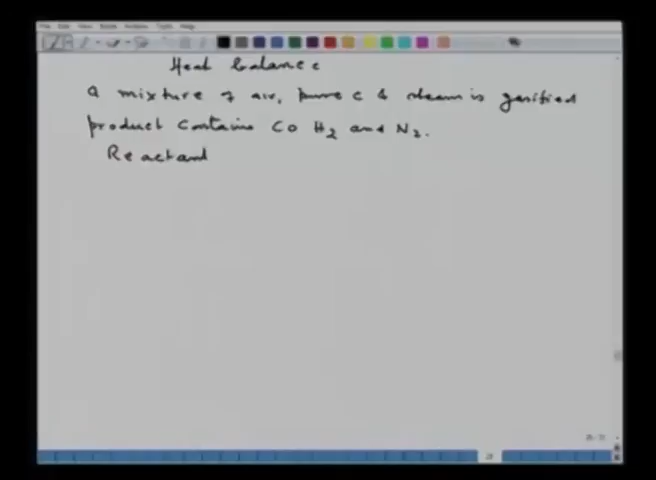 Heat balance
A mixture of air, pure C & steam is gasified
product contains CO H2 and N2.
Reactant